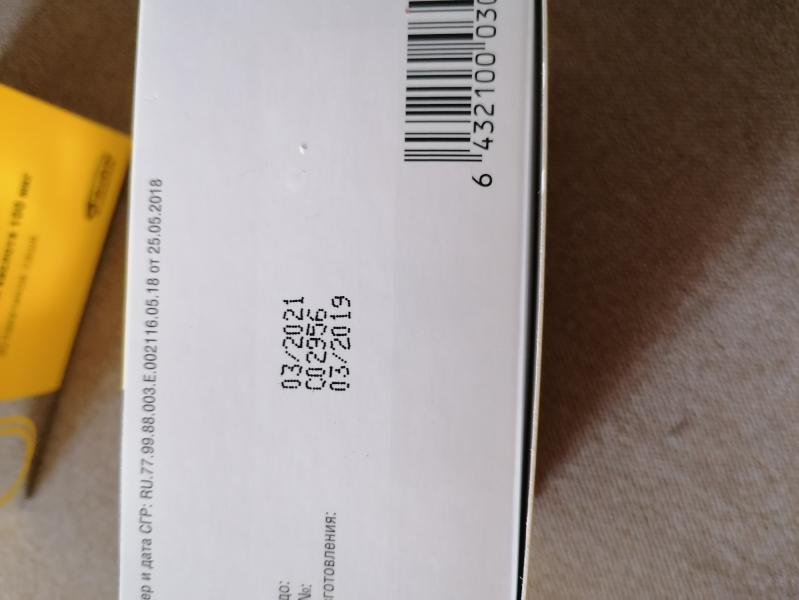 ер и дата СГР: RU.77.99.88.003.Е.002116.05.18 от 25.05.2018
до: 03/2021
№: C02956
зготовления: 03/2019
6 432100 030